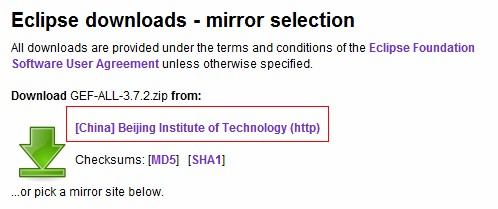 Eclipse downloads - mirror selection
All downloads are provided under the terms and conditions of the Eclipse Foundation
Software User Agreement unless otherwise specified.
Download GEF-ALL-3.7.2.zip from:
[China] Beijing Institute of Technology (http)
Checksums: [MD5] [SHA1]
...or pick a mirror site below.